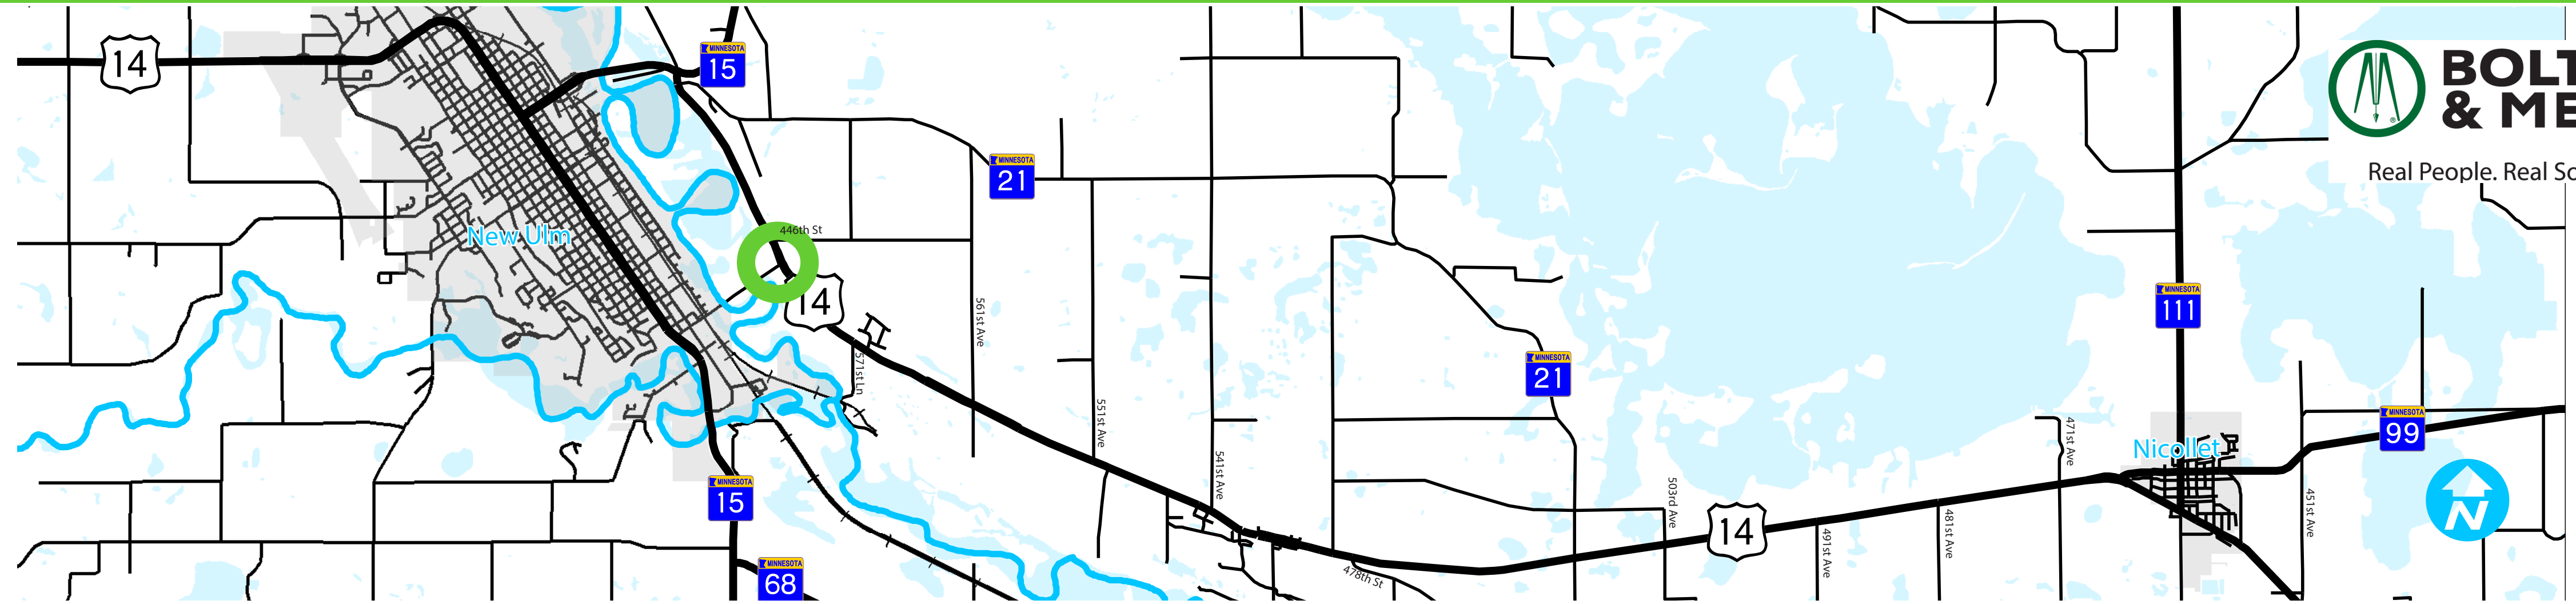 14
MINNESOTA
15
MINNESOTA
21
New Ulm
446th St
14
561st Ave
571st Ln
551st Ave
541st Ave
MINNESOTA
15
MINNESOTA
68
478th St
MINNESOTA
21
503rd Ave
14
491st Ave
481st Ave
471st Ave
MINNESOTA
111
Nicollet
451st Ave
MINNESOTA
99
N
BOLT
& ME
®
Real People. Real So